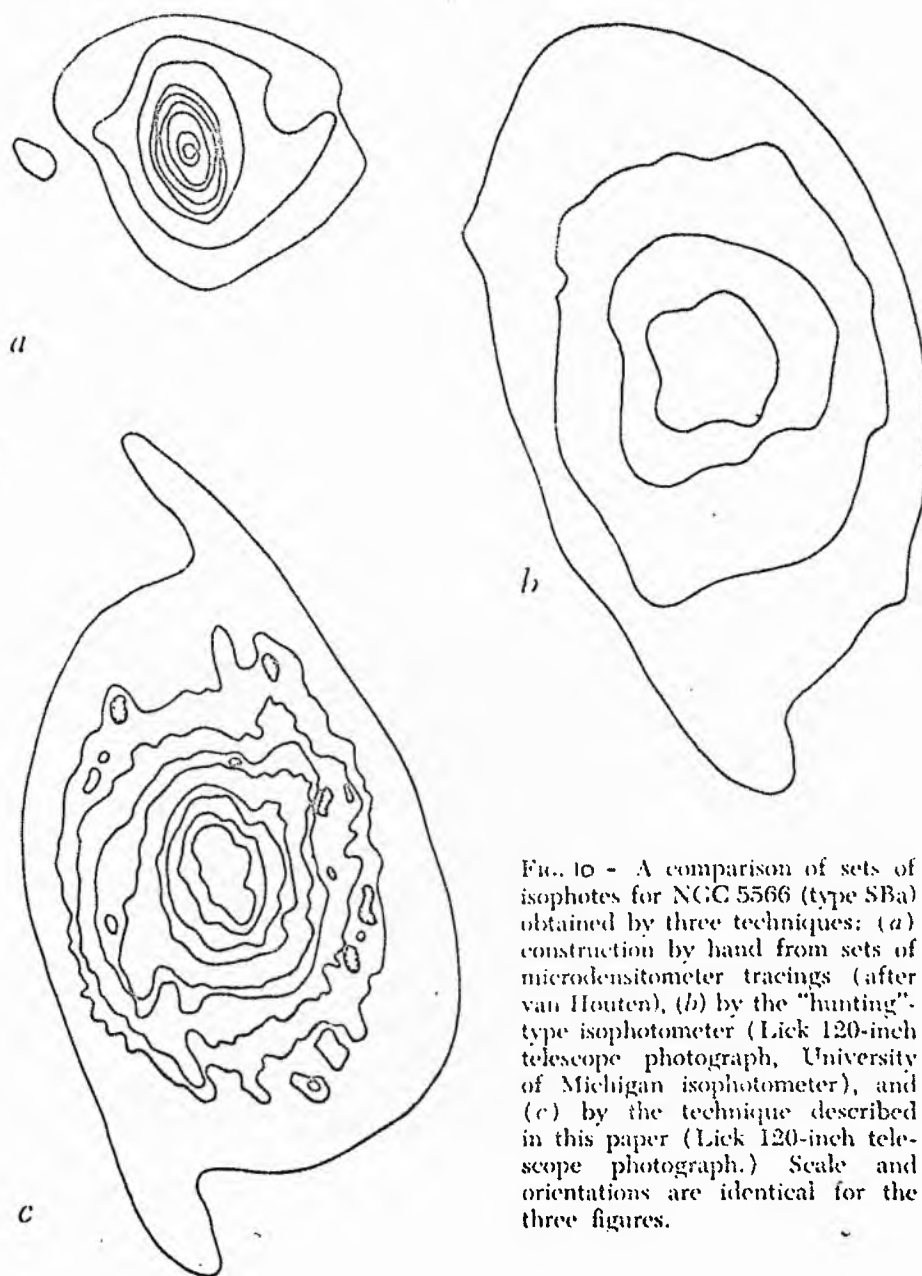 a
b
c
FIG. 10 - A comparison of sets of
isophotes for NGC 5566 (type SBa)
obtained by three techniques: (a)
construction by hand from sets of
microdensitometer tracings (after
van Houten), (b) by the "hunting"-
type isophotometer (Lick 120-inch
telescope photograph, University
of Michigan isophotometer), and
(c) by the technique described
in this paper (Lick 120-inch tele-
scope photograph.) Scale and
orientations are identical for the
three figures.